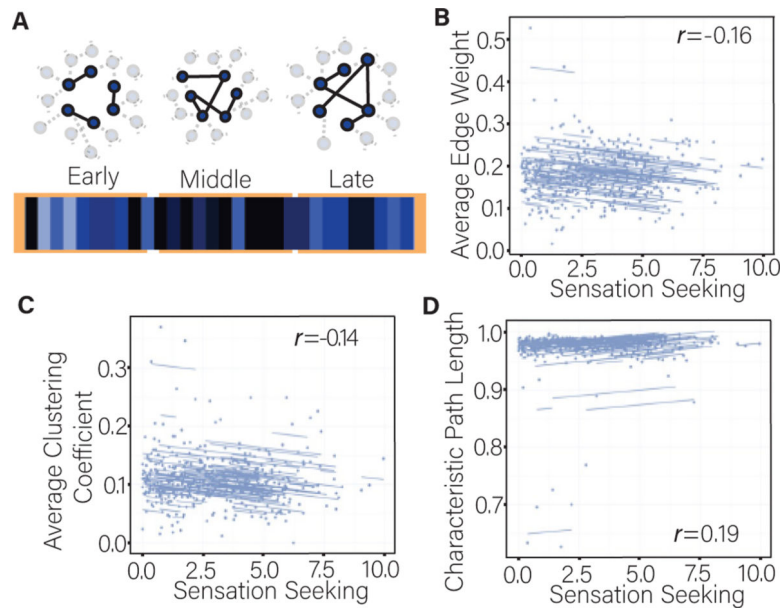 A
Early Middle Late
B
Average Edge Weight
0.5
0.4
0.3
0.2
0.1
0.0
r=-0.16
0.0 2.5 5.0 7.5 10.0
Sensation Seeking
C
Average Clustering
Coefficient
0.3
0.2
0.1
0.0
r=-0.14
0.0 2.5 5.0 7.5 10.0
Sensation Seeking
D
Characteristic Path Length
1.0
0.9
0.8
0.7
r=0.19
0.0 2.5 5.0 7.5 10.0
Sensation Seeking